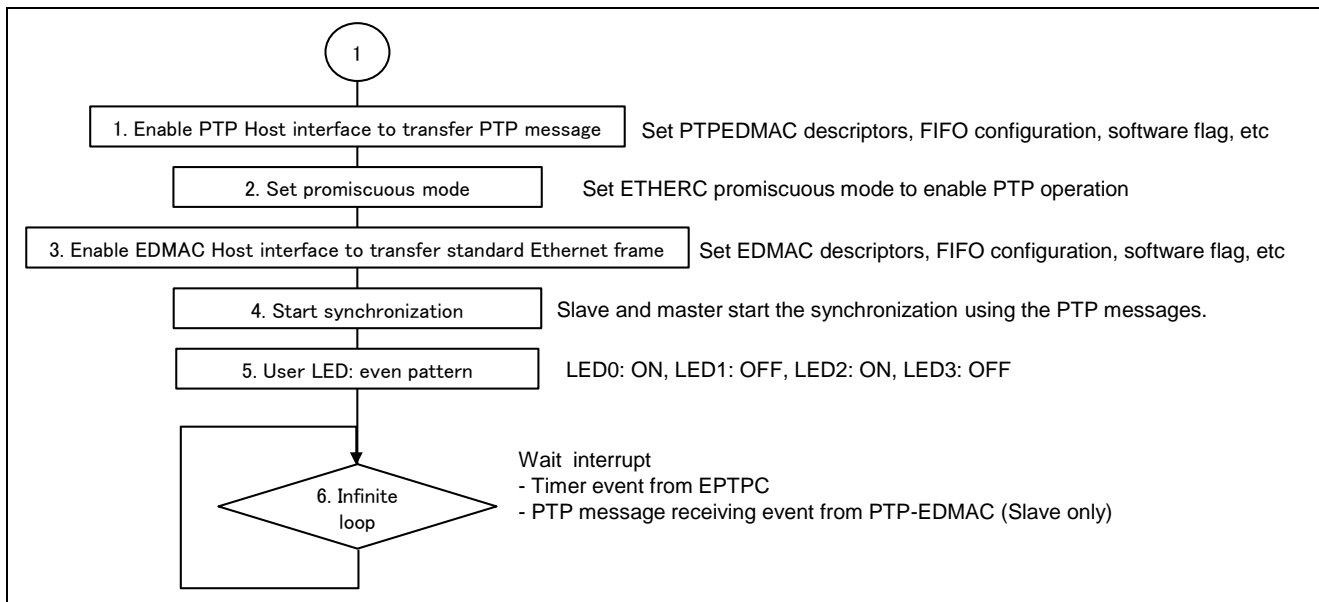 1
1. Enable PTP Host interface to transfer PTP message
Set PTPEDMAC descriptors, FIFO configuration, software flag, etc
2. Set promiscuous mode
Set ETHERC promiscuous mode to enable PTP operation
3. Enable EDMAC Host interface to transfer standard Ethernet frame
Set EDMAC descriptors, FIFO configuration, software flag, etc
4. Start synchronization
Slave and master start the synchronization using the PTP messages.
5. User LED: even pattern
LED0: ON, LED1: OFF, LED2: ON, LED3: OFF
6. Infinite
loop
Wait interrupt
- Timer event from EPTPC
- PTP message receiving event from PTP-EDMAC (Slave only)